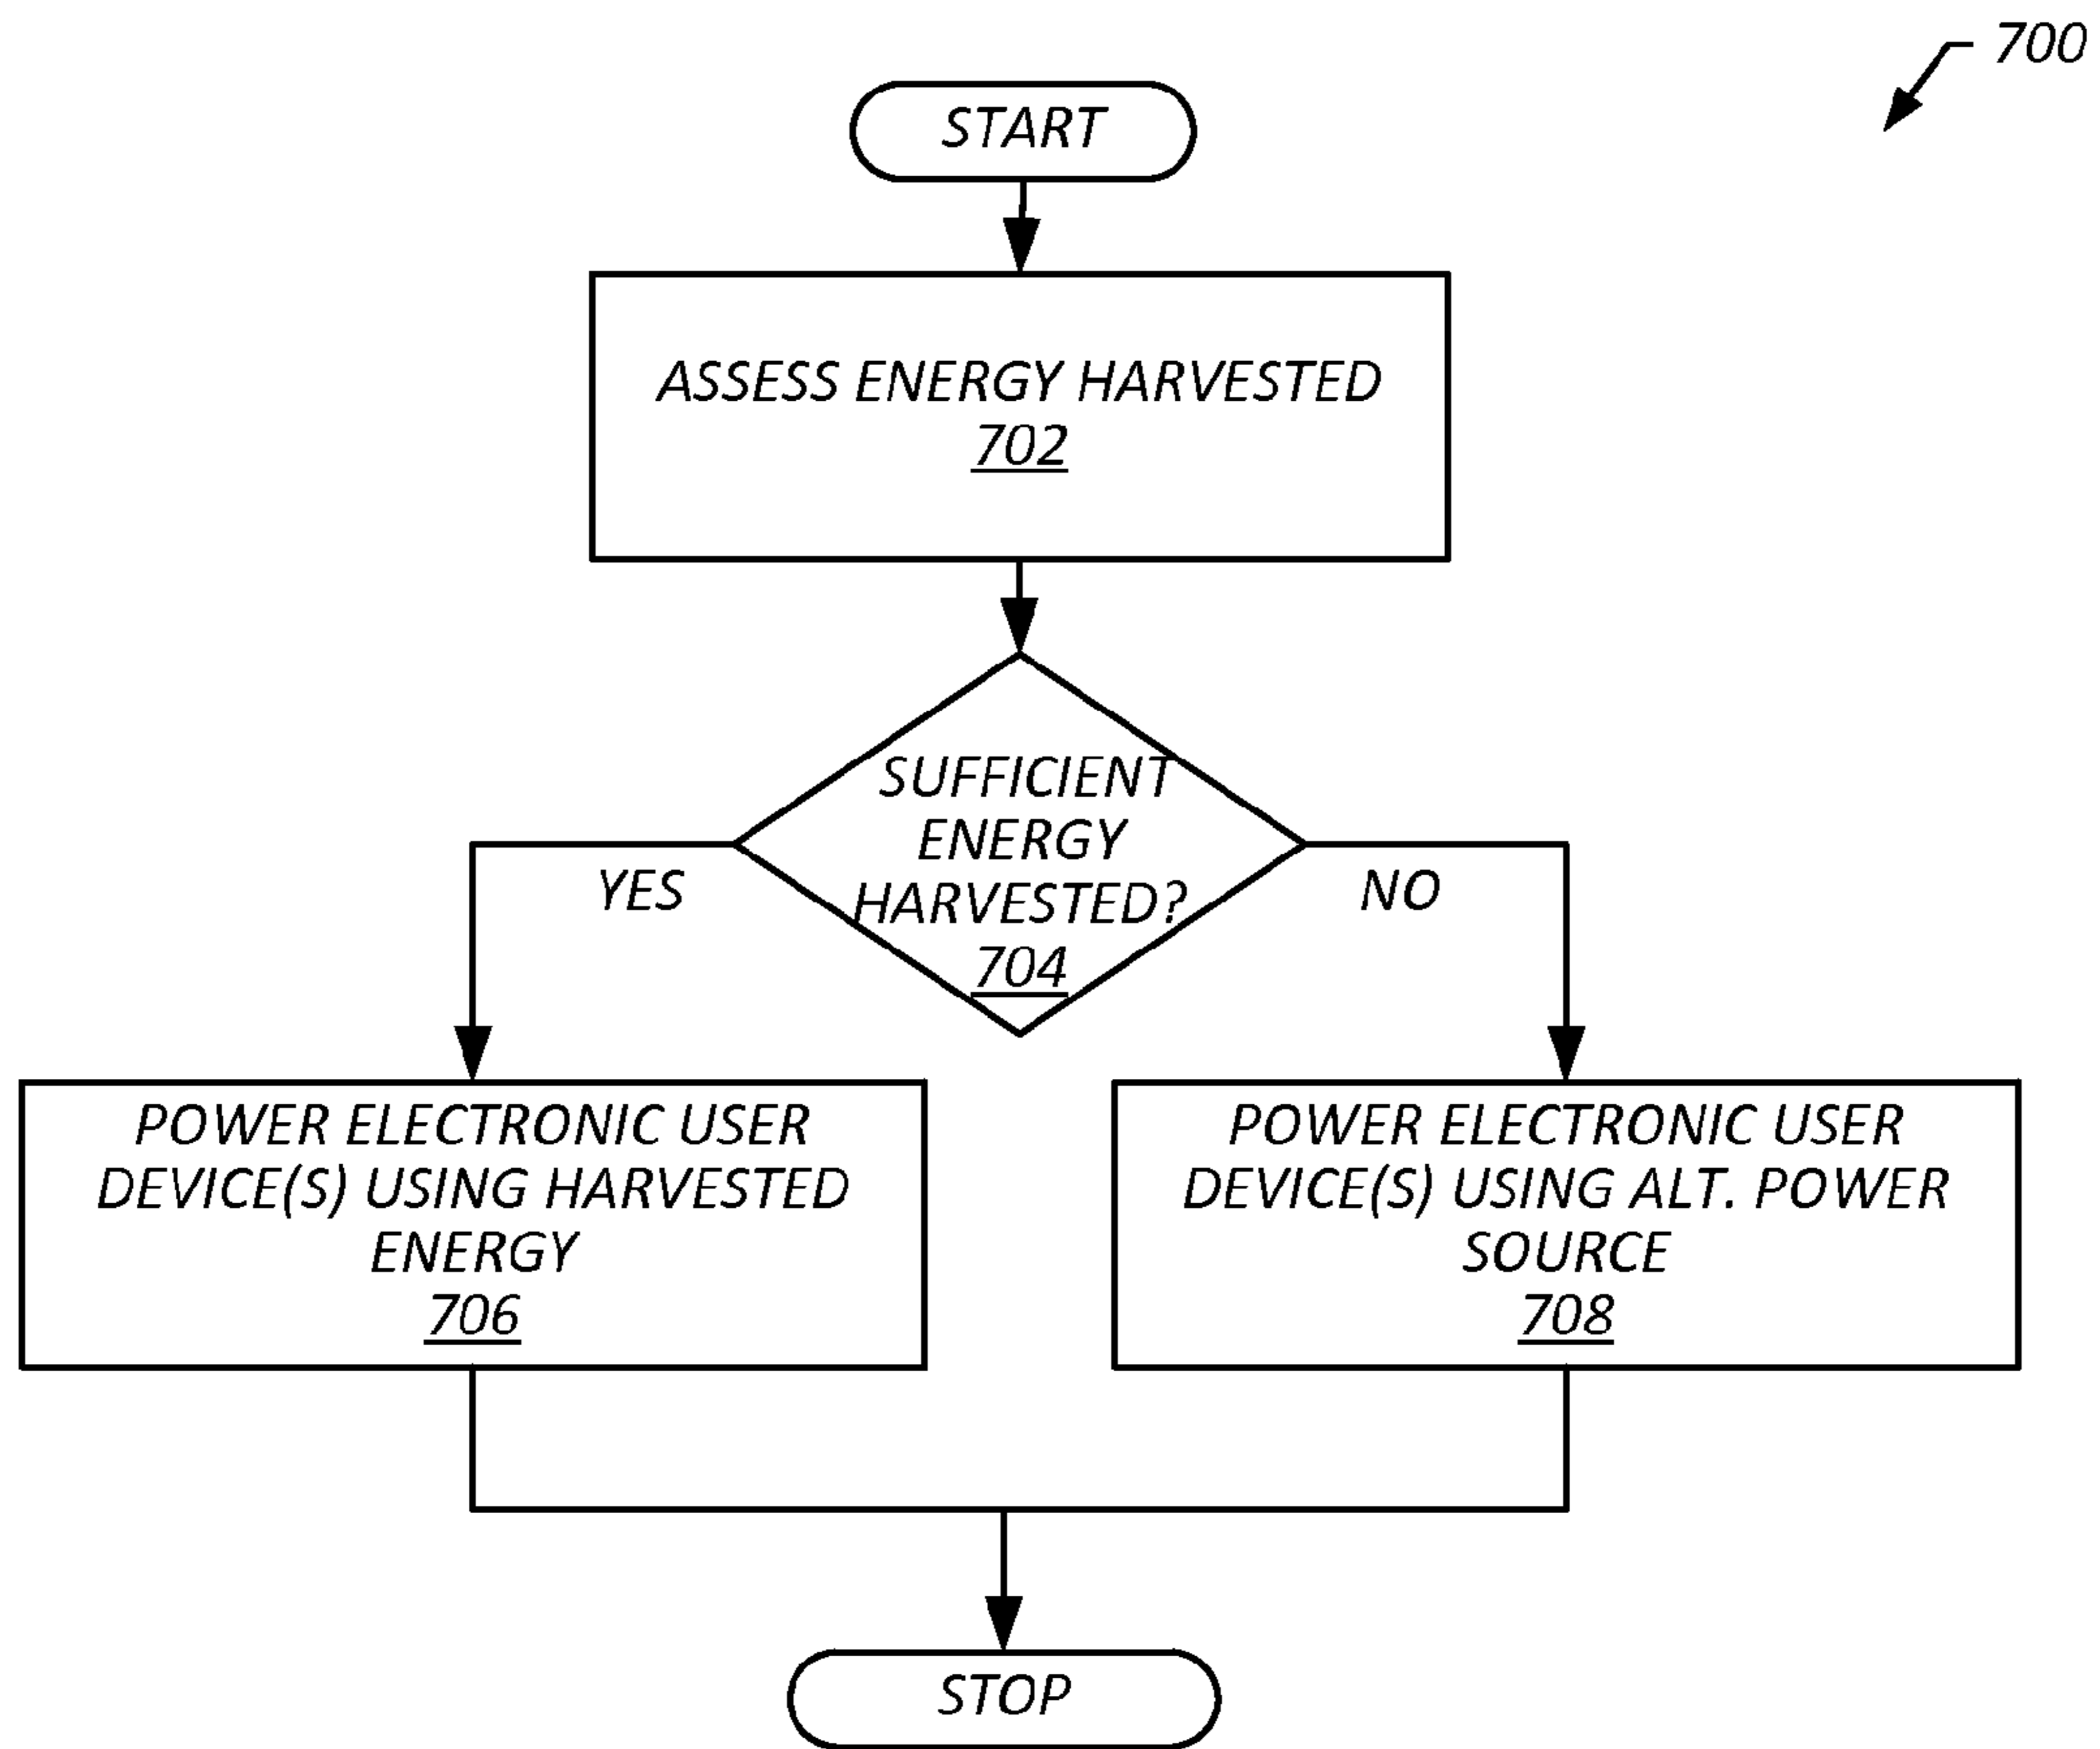 700
START
ASSESS ENERGY HARVESTED
702
SUFFICIENT
ENERGY
HARVESTED?
704
YES
NO
POWER ELECTRONIC USER
DEVICE(S) USING HARVESTED
ENERGY
706
POWER ELECTRONIC USER
DEVICE(S) USING ALT. POWER
SOURCE
708
STOP